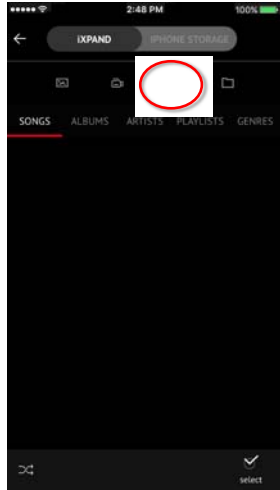 2:48 PM 100%
iXPAND IPHONE STORAGE
SONGS ALBUMS ARTISTS PLAYLISTS GENRES
select